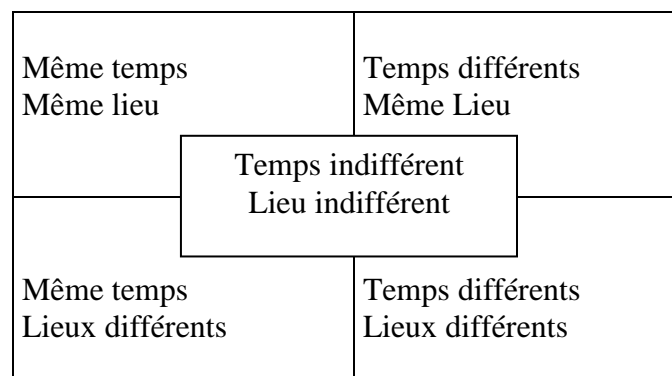 Même temps
Même lieu
Temps différents
Même Lieu
Temps indifférent
Lieu indifférent
Même temps
Lieux différents
Temps différents
Lieux différents